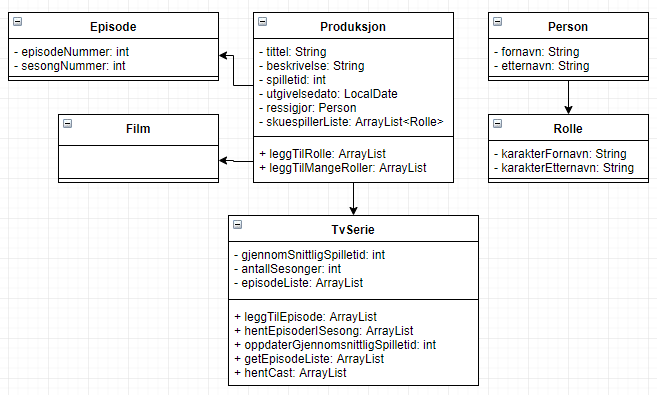 Episode
- episodeNummer: int
- sesongNummer: int
Produksjon
- tittel: String
- beskrivelse: String
- spilletid: int
- utgivelsedato: LocalDate
- ressigjor: Person
- skuespillerListe: ArrayList<Rolle>
+ leggTilRolle: ArrayList
+ leggTilMangeRoller: ArrayList
Person
- fornavn: String
- etternavn: String
Film
Rolle
- karakterFornavn: String
- karakterEtternavn: String
TvSerie
- gjennomSnittligSpilletid: int
- antallSesonger: int
- episodeListe: ArrayList
+ leggTilEpisode: ArrayList
+ hentEpisoderISesong: ArrayList
+ oppdaterGjennomsnittligSpilletid: int
+ getEpisodeListe: ArrayList
+ hentCast: ArrayList